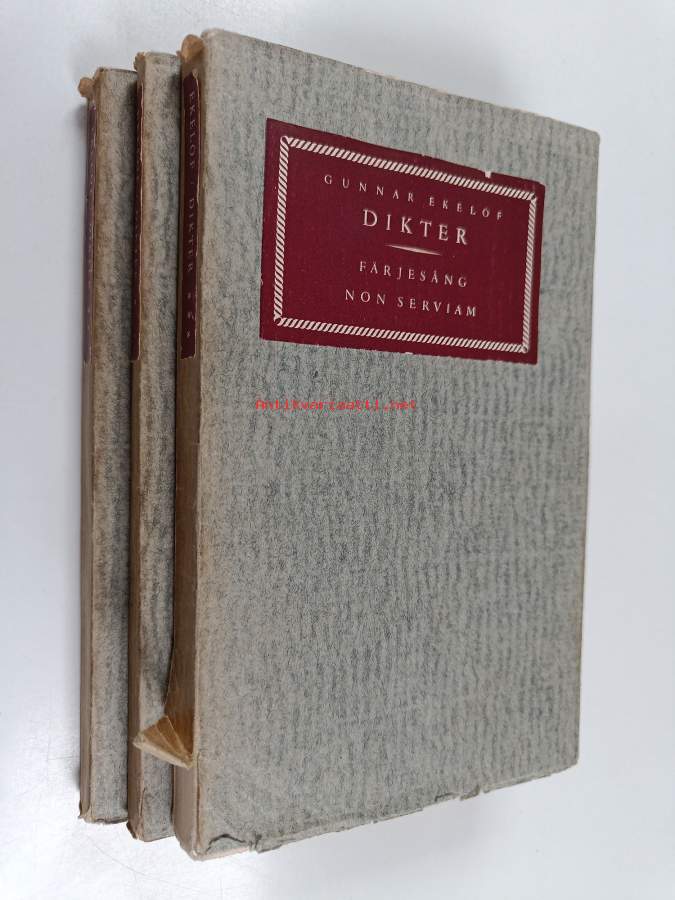 GUNNAR EKELÖF
DIKTER
FÄRJESÅNG
NON SERVIAM
EKELÖF / DIKTER * * *
Antikvariaatti.net